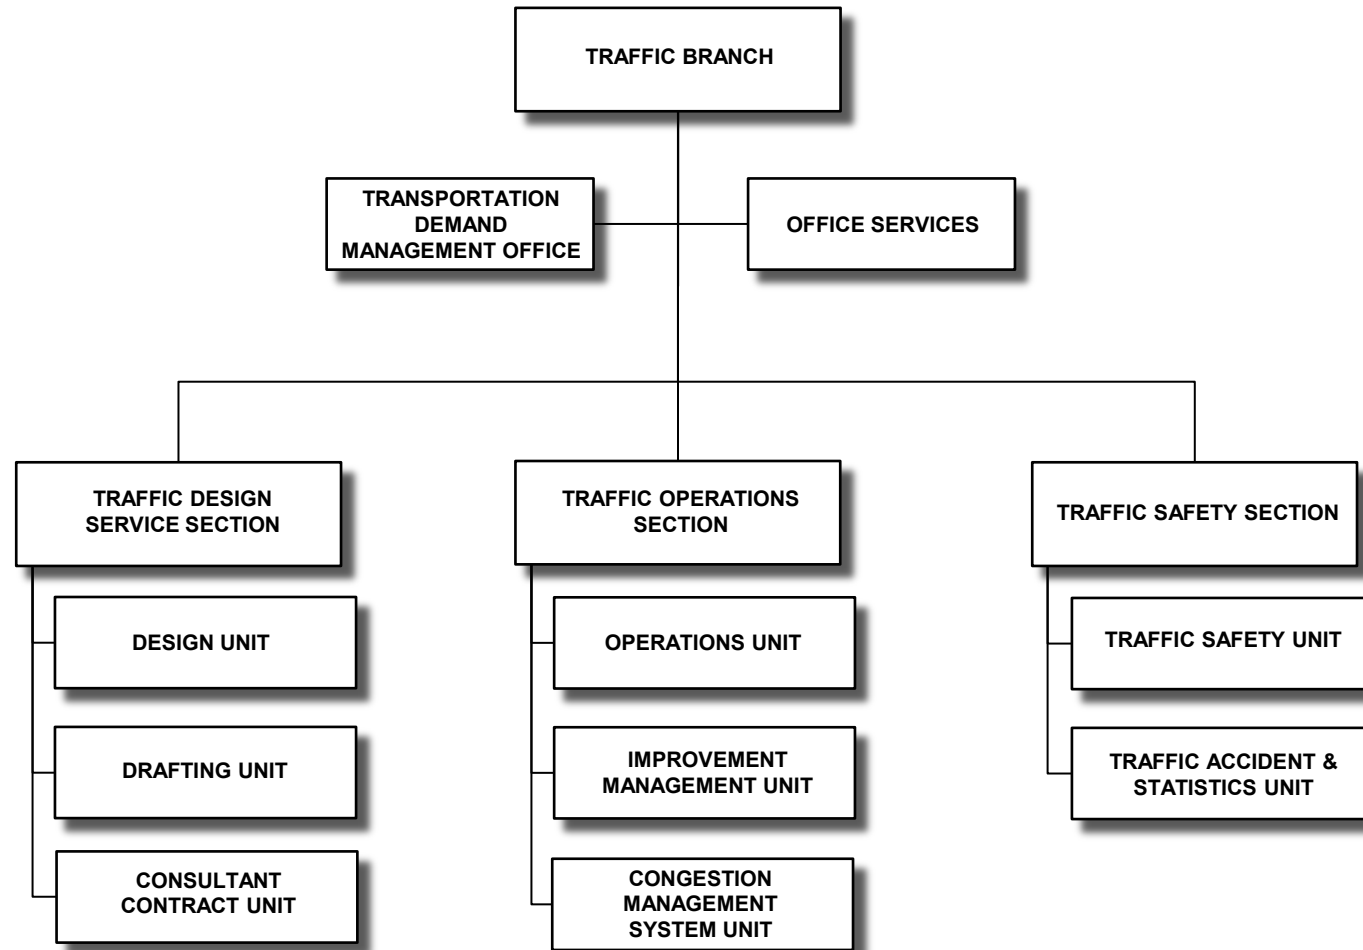 TRAFFIC BRANCH
TRANSPORTATION
DEMAND
MANAGEMENT OFFICE
OFFICE SERVICES
TRAFFIC DESIGN
SERVICE SECTION
TRAFFIC OPERATIONS
SECTION
TRAFFIC SAFETY SECTION
DESIGN UNIT
DRAFTING UNIT
CONSULTANT
CONTRACT UNIT
OPERATIONS UNIT
IMPROVEMENT
MANAGEMENT UNIT
CONGESTION
MANAGEMENT
SYSTEM UNIT
TRAFFIC SAFETY UNIT
TRAFFIC ACCIDENT &
STATISTICS UNIT